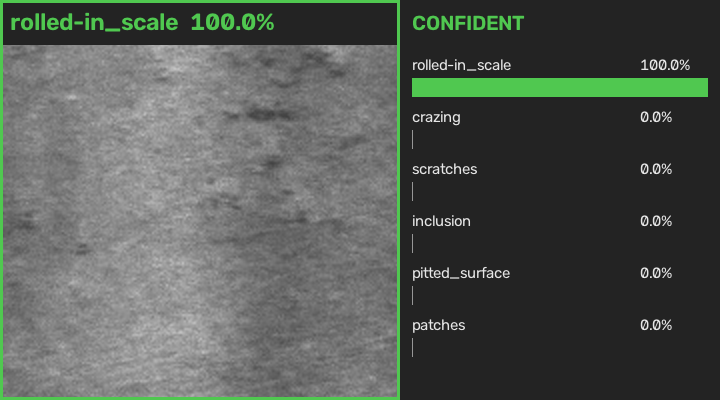 rolled-in_scale 100.0%
CONFIDENT
rolled-in_scale 100.0%
crazing 0.0%
scratches 0.0%
inclusion 0.0%
pitted_surface 0.0%
patches 0.0%